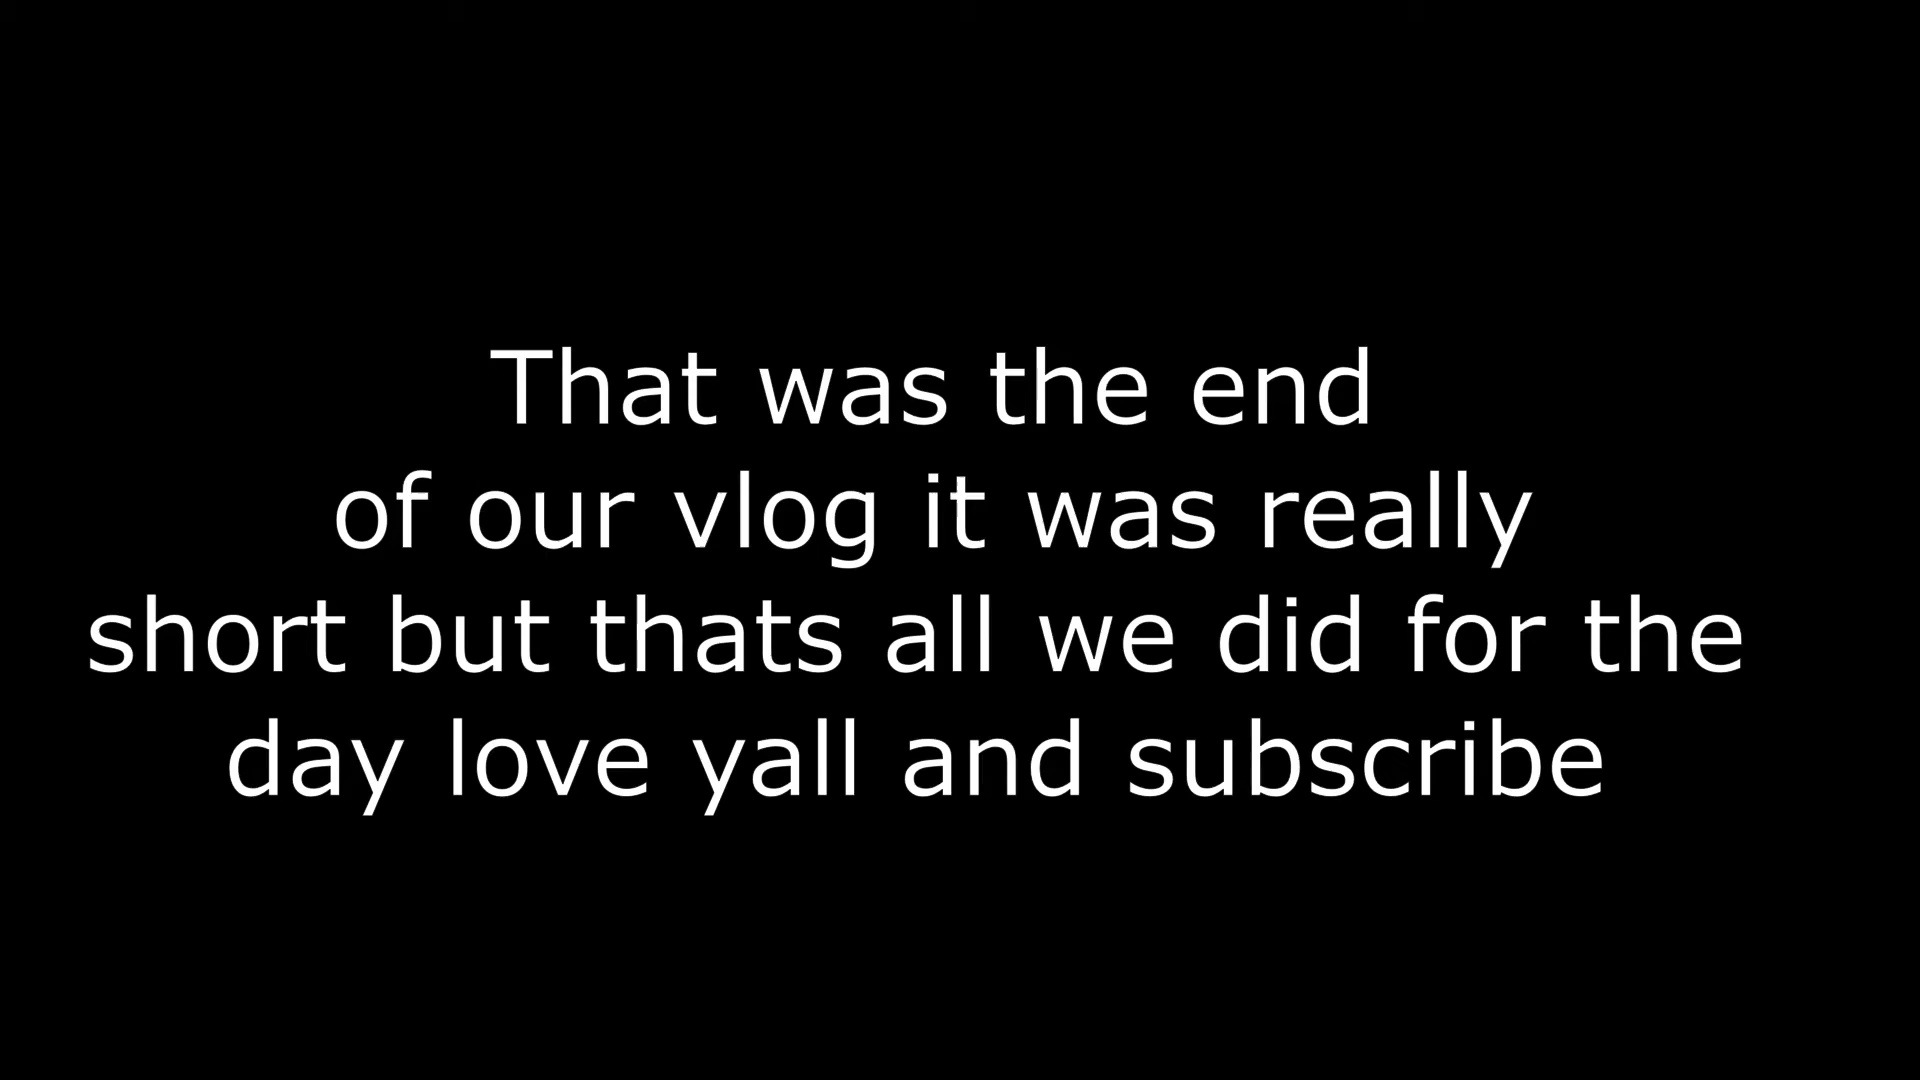 That was the end
of our vlog it was really
short but thats all we did for the
day love yall and subscribe